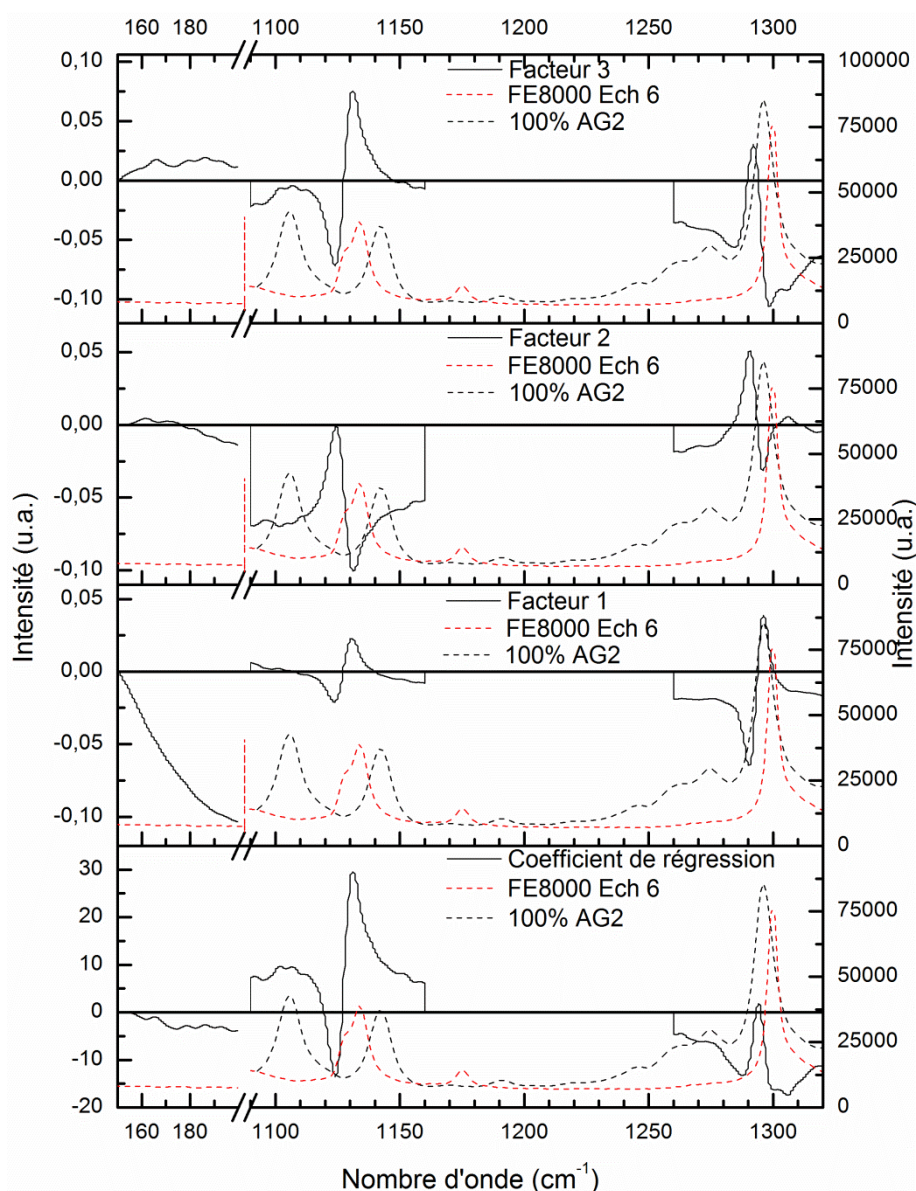 160 180 1100 1150 1200 1250 1300
0,10
0,05
0,00
-0,05
-0,10
Facteur 3
FE8000 Ech 6
100% AG2
100000
75000
50000
25000
0
0,05
0,00
-0,05
-0,10
Facteur 2
FE8000 Ech 6
100% AG2
75000
50000
25000
0
Intensité (u.a.)
Intensité (u.a.)
0,05
0,00
-0,05
-0,10
Facteur 1
FE8000 Ech 6
100% AG2
75000
50000
25000
0
30
20
10
0
-10
-20
Coefficient de régression
FE8000 Ech 6
100% AG2
75000
50000
25000
0
160 180 1100 1150 1200 1250 1300
Nombre d'onde (cm⁻¹)